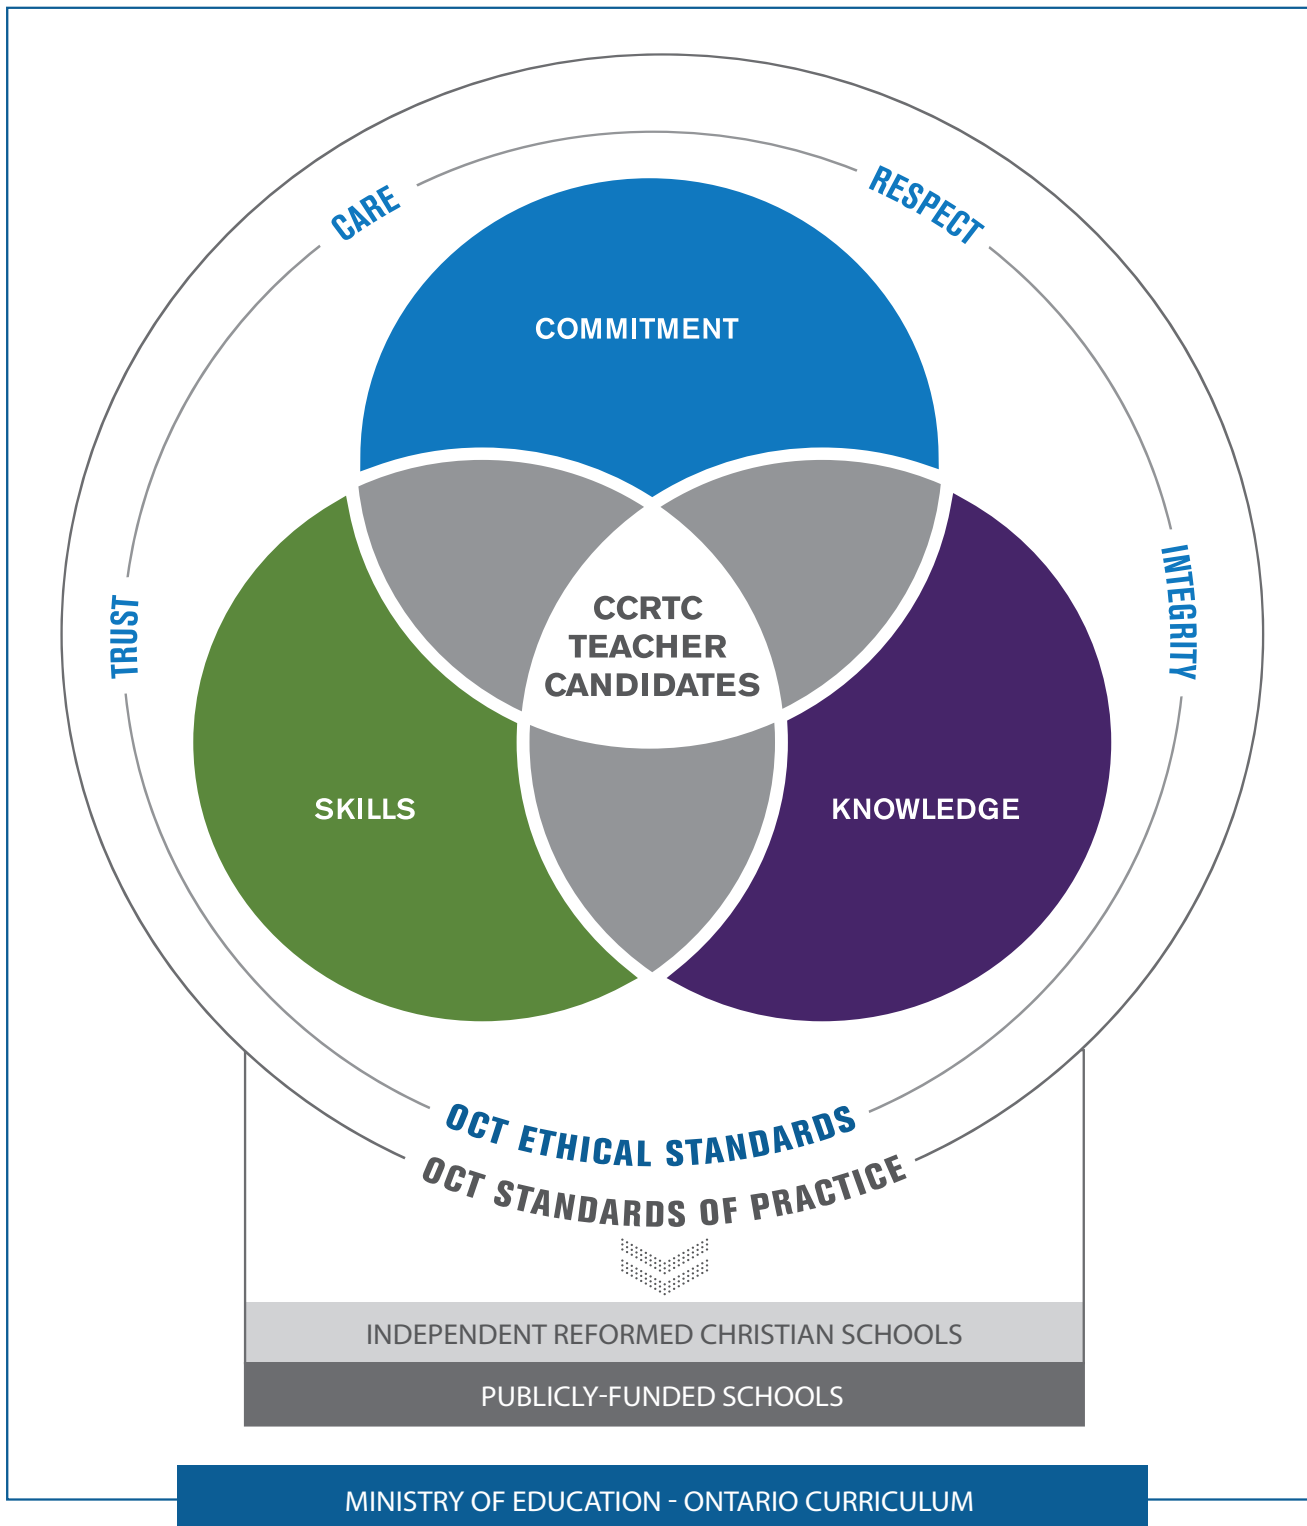 CARE
RESPECT
COMMITMENT
TRUST
INTEGRITY
CCRTC
TEACHER
CANDIDATES
SKILLS
KNOWLEDGE
OCT ETHICAL STANDARDS
OCT STANDARDS OF PRACTICE
INDEPENDENT REFORMED CHRISTIAN SCHOOLS
PUBLICLY-FUNDED SCHOOLS
MINISTRY OF EDUCATION - ONTARIO CURRICULUM